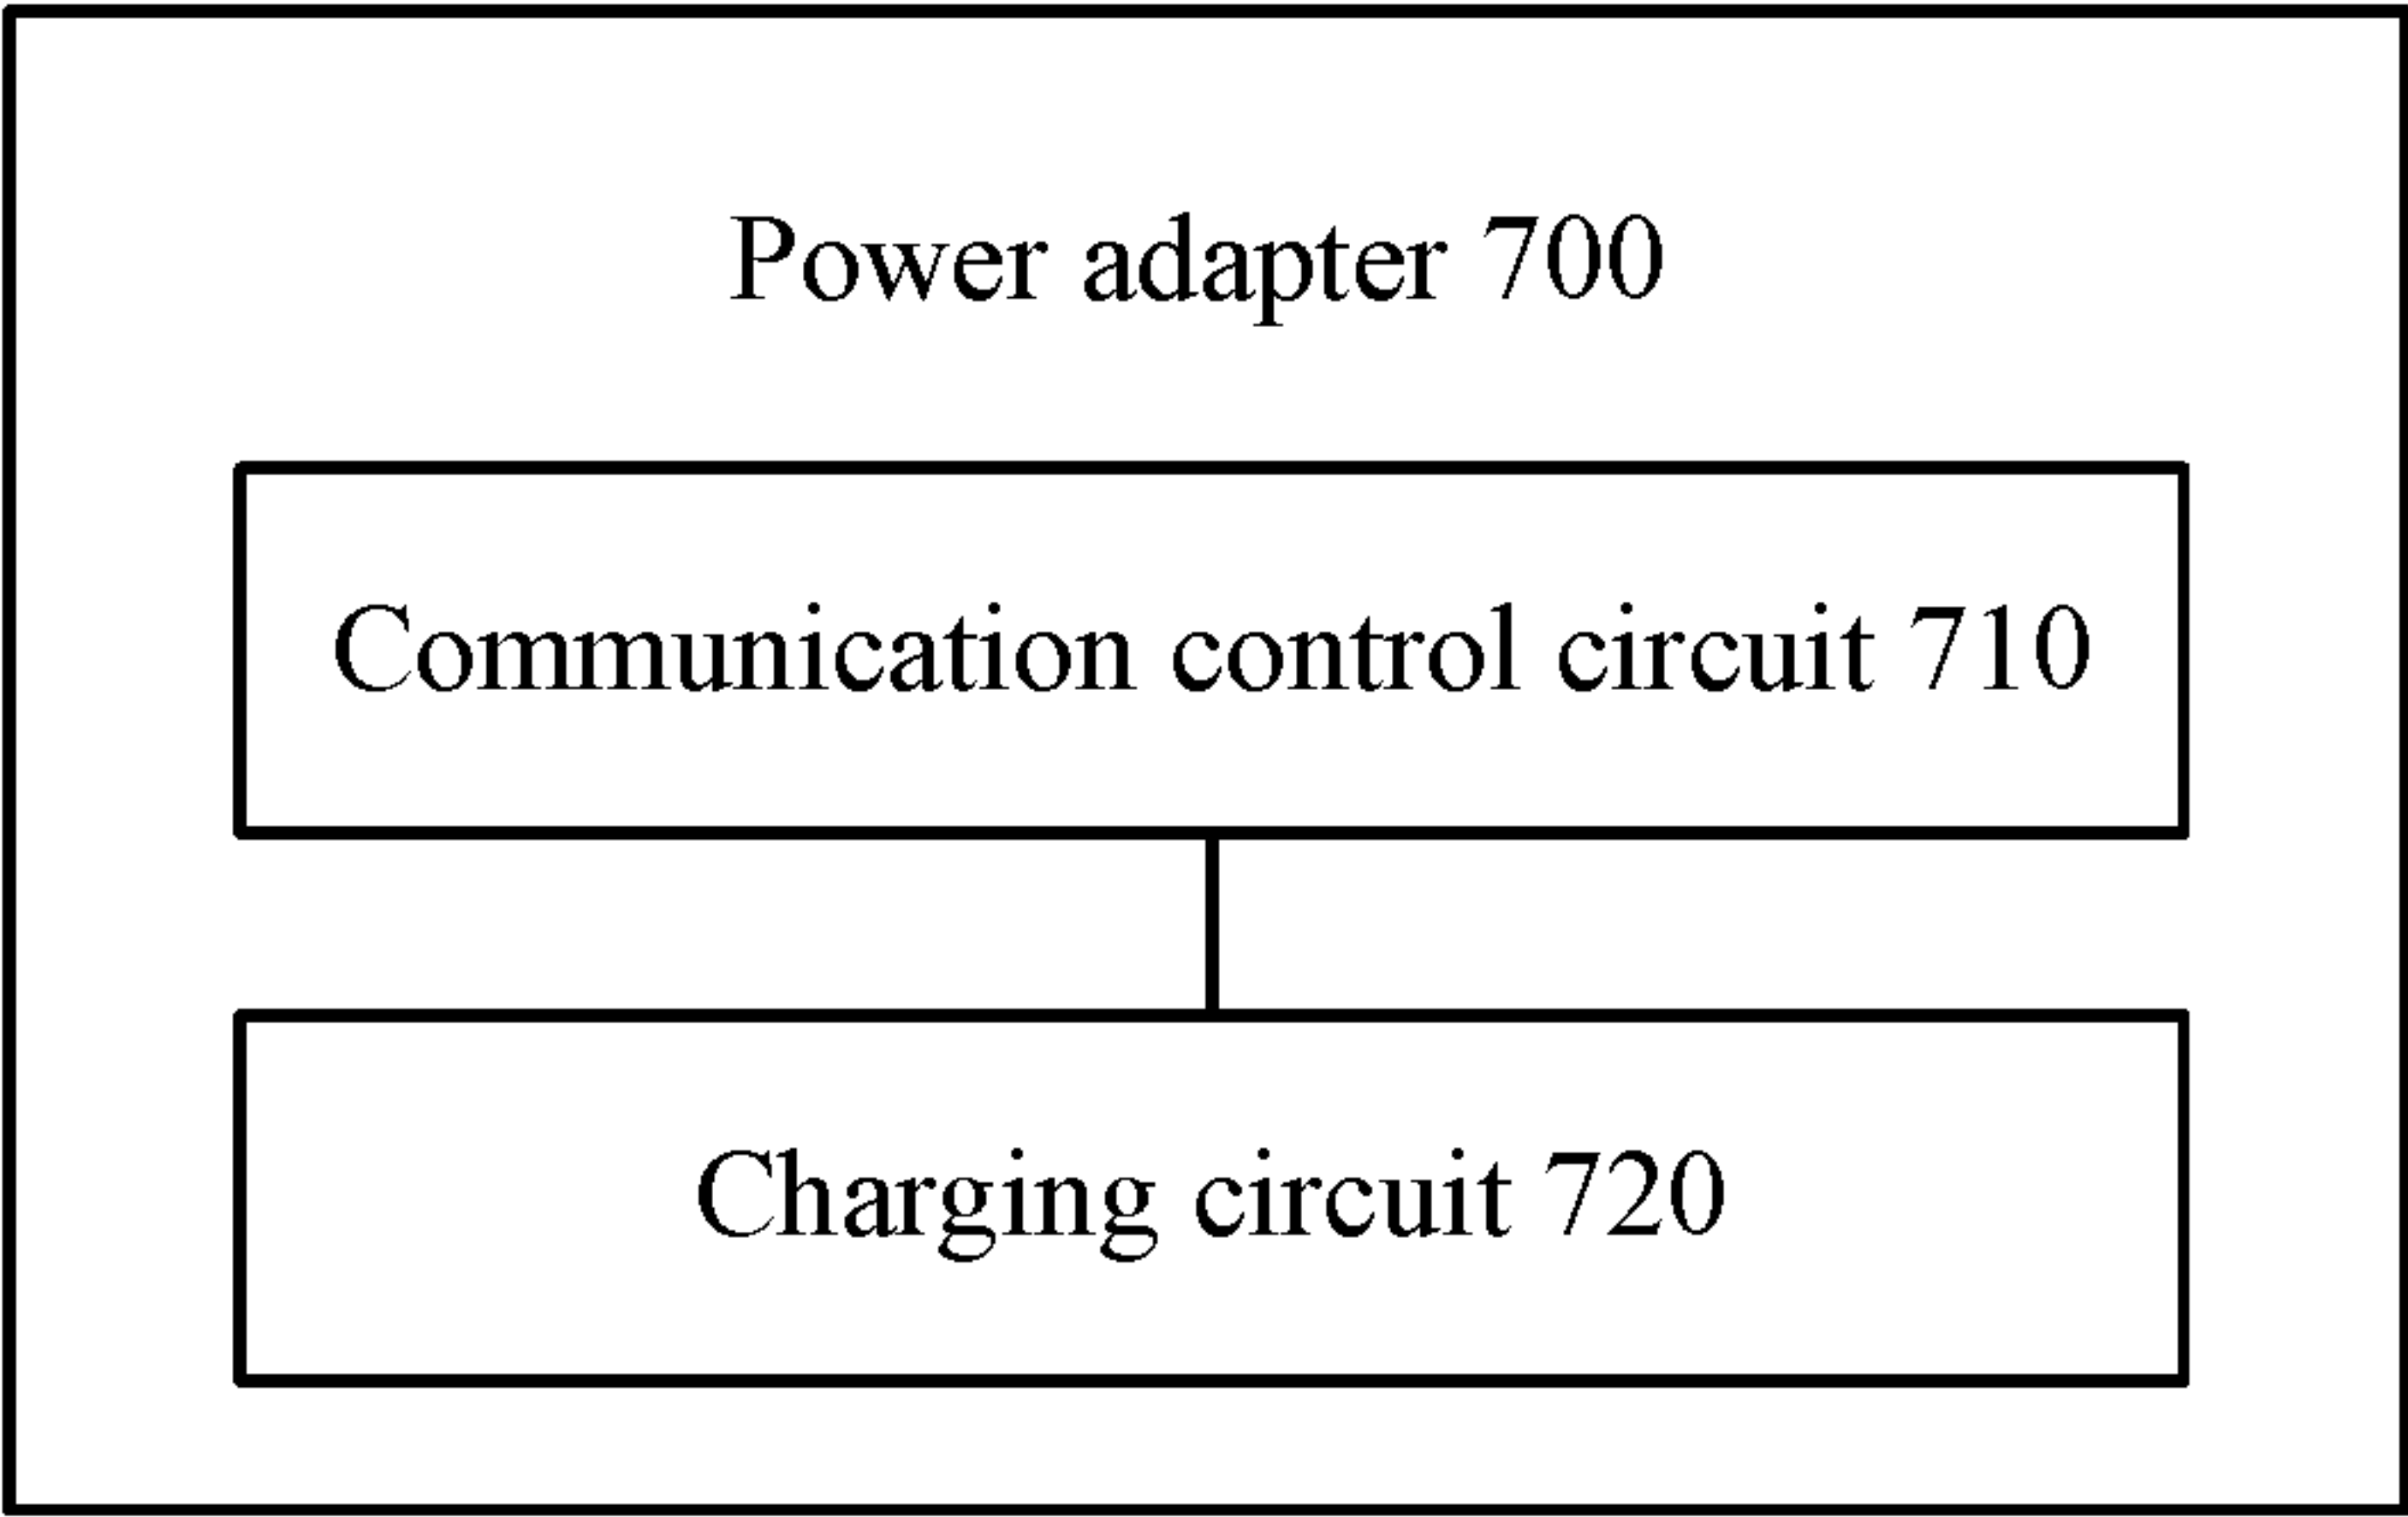 Power adapter 700
Communication control circuit 710
Charging circuit 720